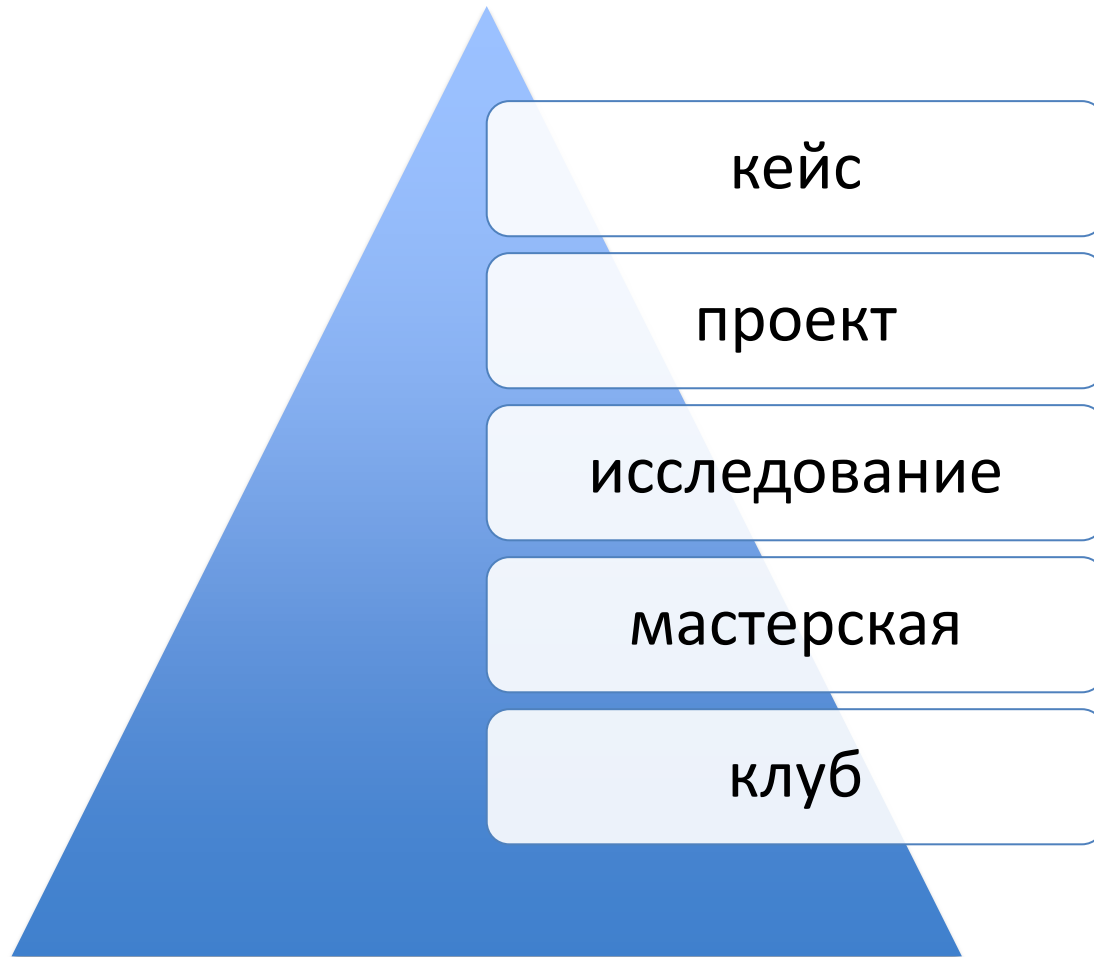 кейс
проект
исследование
мастерская
клуб